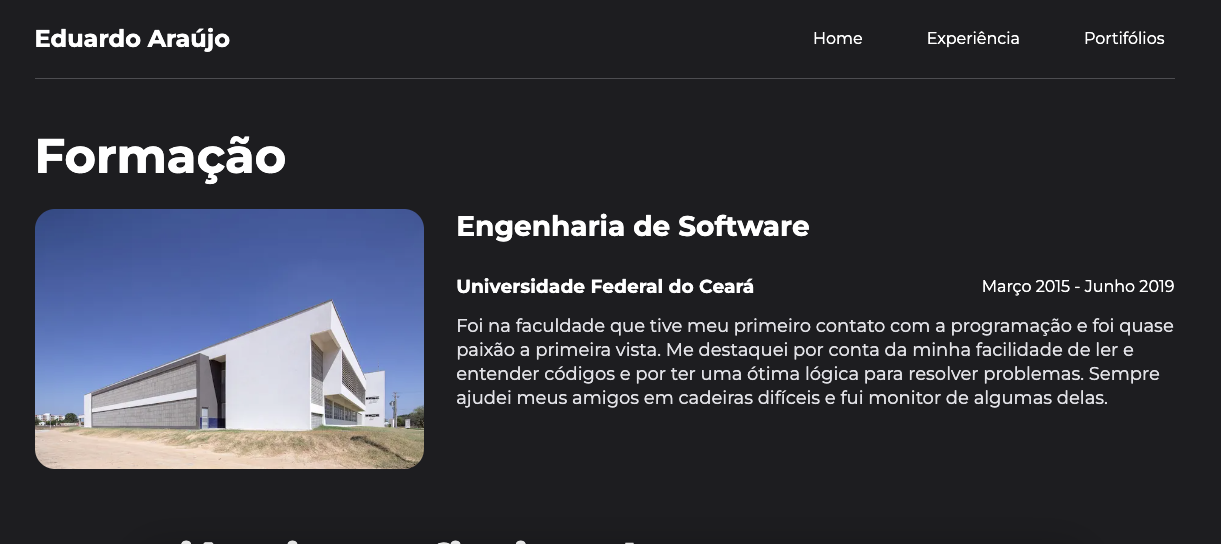 Eduardo Araújo
Home
Experiência
Portifólios
Formação
Engenharia de Software
Universidade Federal do Ceará
Março 2015 - Junho 2019
Foi na faculdade que tive meu primeiro contato com a programação e foi quase
paixão a primeira vista. Me destaquei por conta da minha facilidade de ler e
entender códigos e por ter uma ótima lógica para resolver problemas. Sempre
ajudei meus amigos em cadeiras difíceis e fui monitor de algumas delas.